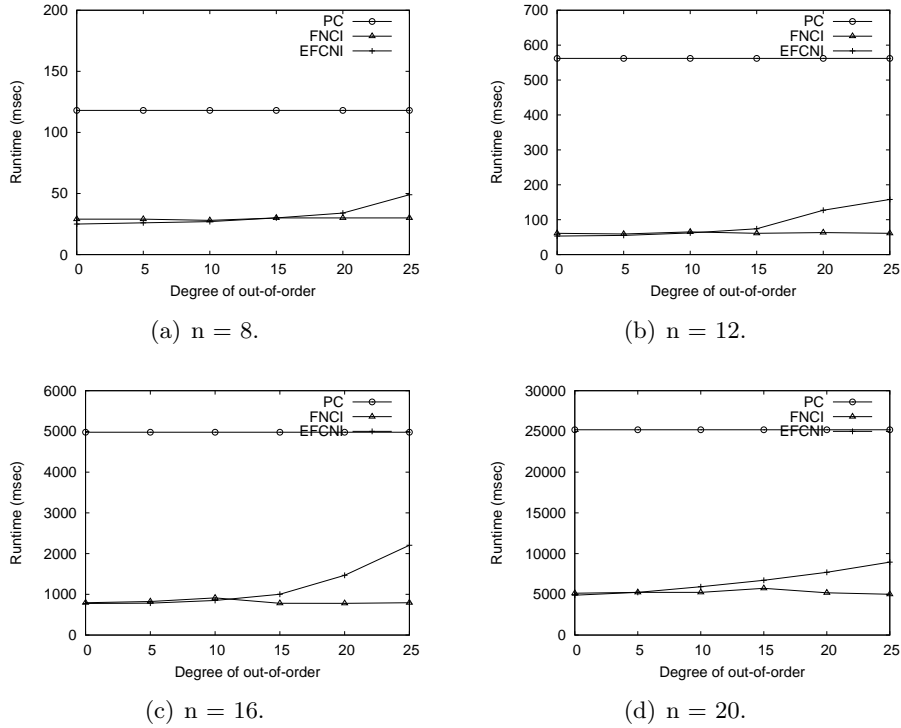 200
150
100
50
0
Runtime (msec)
0 5 10 15 20 25
Degree of out-of-order
PC
FNCI
EFCNI
(a) n = 8.
700
600
500
400
300
200
100
0
Runtime (msec)
0 5 10 15 20 25
Degree of out-of-order
PC
FNCI
EFCNI
(b) n = 12.
6000
5000
4000
3000
2000
1000
0
Runtime (msec)
0 5 10 15 20 25
Degree of out-of-order
PC
FNCI
EFCNI
(c) n = 16.
30000
25000
20000
15000
10000
5000
0
Runtime (msec)
0 5 10 15 20 25
Degree of out-of-order
PC
FNCI
EFCNI
(d) n = 20.